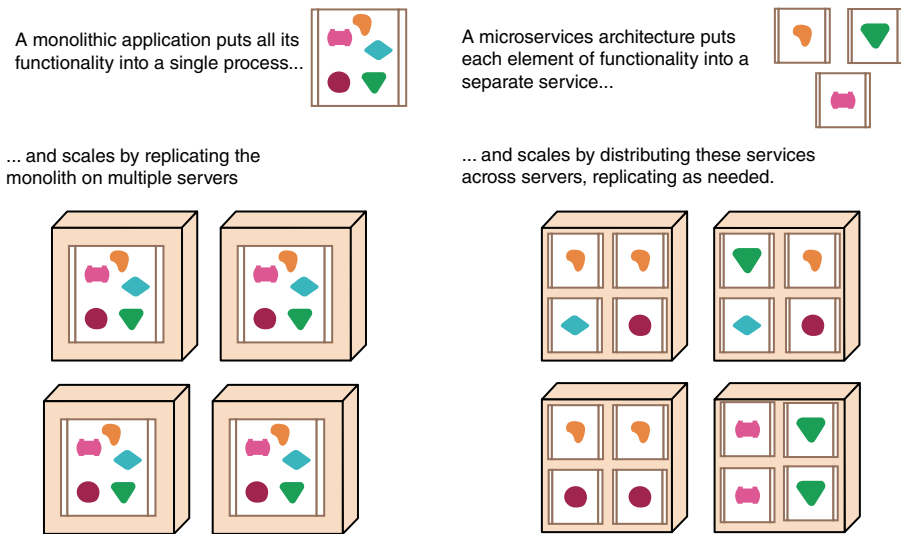 A monolithic application puts all its
functionality into a single process...
... and scales by replicating the
monolith on multiple servers
A microservices architecture puts
each element of functionality into a
separate service...
... and scales by distributing these services
across servers, replicating as needed.